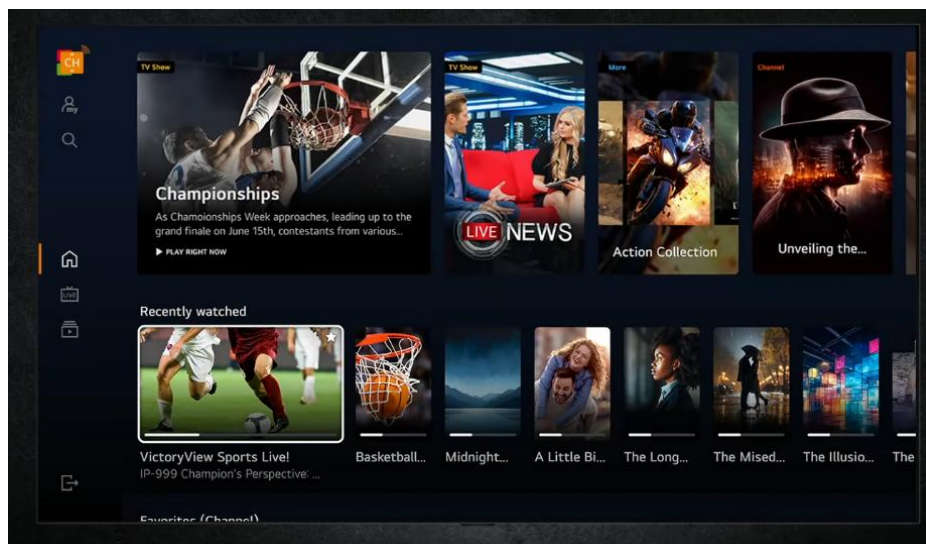 CH
TV Show
Championships
As Chamoionships Week approaches, leading up to the
grand finale on June 15th, contestants from various...
PLAY RIGHT NOW
TV Show
LIVE NEWS
More
Action Collection
Channel
Unveiling the...
LIVE
Recently watched
VictoryView Sports Live!
IP-999 Champion's Perspective: ...
Basketball...
Midnight...
A Little Bi...
The Long...
The Mised...
The Illusio...
The
Favorites (Channel)